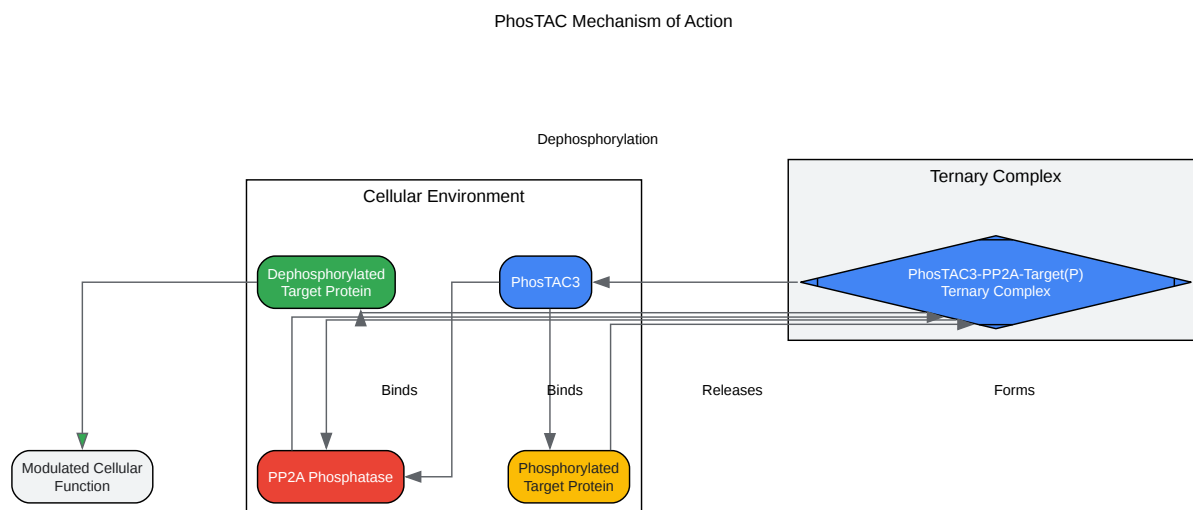 PhosTAC Mechanism of Action
Dephosphorylation
Ternary Complex
Cellular Environment
Dephosphorylated
Target Protein
PhosTAC3
PhosTAC3-PP2A-Target(P)
Ternary Complex
Binds
Binds
Releases
Forms
Modulated Cellular
Function
PP2A Phosphatase
Phosphorylated
Target Protein